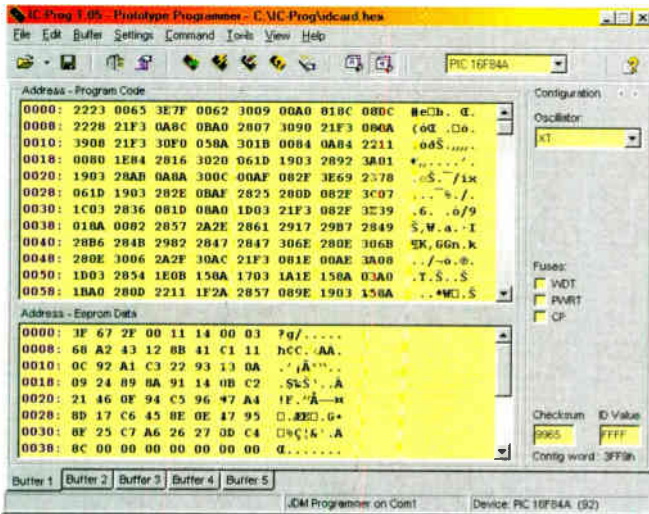 IC-Prog 1.05 - Prototype Programmer - C:\IC-Prog\idcard.hex
File Edit Buffer Settings Command Tools View Help
PIC 16F84A
Address - Program Code
0000: 2223 0065 3E7F 0062 3009 00A0 818C 080C
0008: 2228 21F3 0A8C 0BA0 2807 3090 21F3
0010: 3908 21F3 30F0 058A 301B 0084 0A84 2211
0018: 0080 1E84 2816 3020 061D 1903 2892 3A01
0020: 1903 28AB 0A8A 300C 00AF 082F 3E69 2378
0028: 061D 1903 282E 0BAF 2825 280D 082F 3C07
0030: 1C03 2836 081D 08A0 1D03 21F3 082F 3E39
0038: 018A 0082 2857 2A2E 2861 2917 29B7 2849
0040: 28B6 284B 2982 2847 2847 306E 280E 306B
0048: 280E 3006 2A2F 30AC 21F3 081E 00AE 3A08
0050: 1D03 2854 1E0B 158A 1703 1A1E 158A 03A0
0058: 1BA0 280D 2211 1F2A 2857 089E 1903 158A
Address - Eeprom Data
0000: 3F 67 2F 00 11 14 00 03 ?g/.....
0008: 68 A2 43 12 8B 41 C1 11
0010: 0C 92 A1 C3 22 93 13 0A
0018: 09 24 89 8A 91 14 0B C2
0020: 21 46 0F 94 C5 96 97 A4
0028: 8D 17 C6 45 8E 0E 47 95
0030: 8F 25 C7 A6 26 27 0D C4
0038: 8C 00 00 00 00 00 00 00 Œ.......
Configuration
Oscillator:
XT
Fuses:
WDT
PWRT
CP
Checksum ID Value
9965 FFFF
Config word : 3FF9h
Buffer 1 Buffer 2 Buffer 3 Buffer 4 Buffer 5
JDM Programmer on Com1 Device: PIC 16F84A (92)